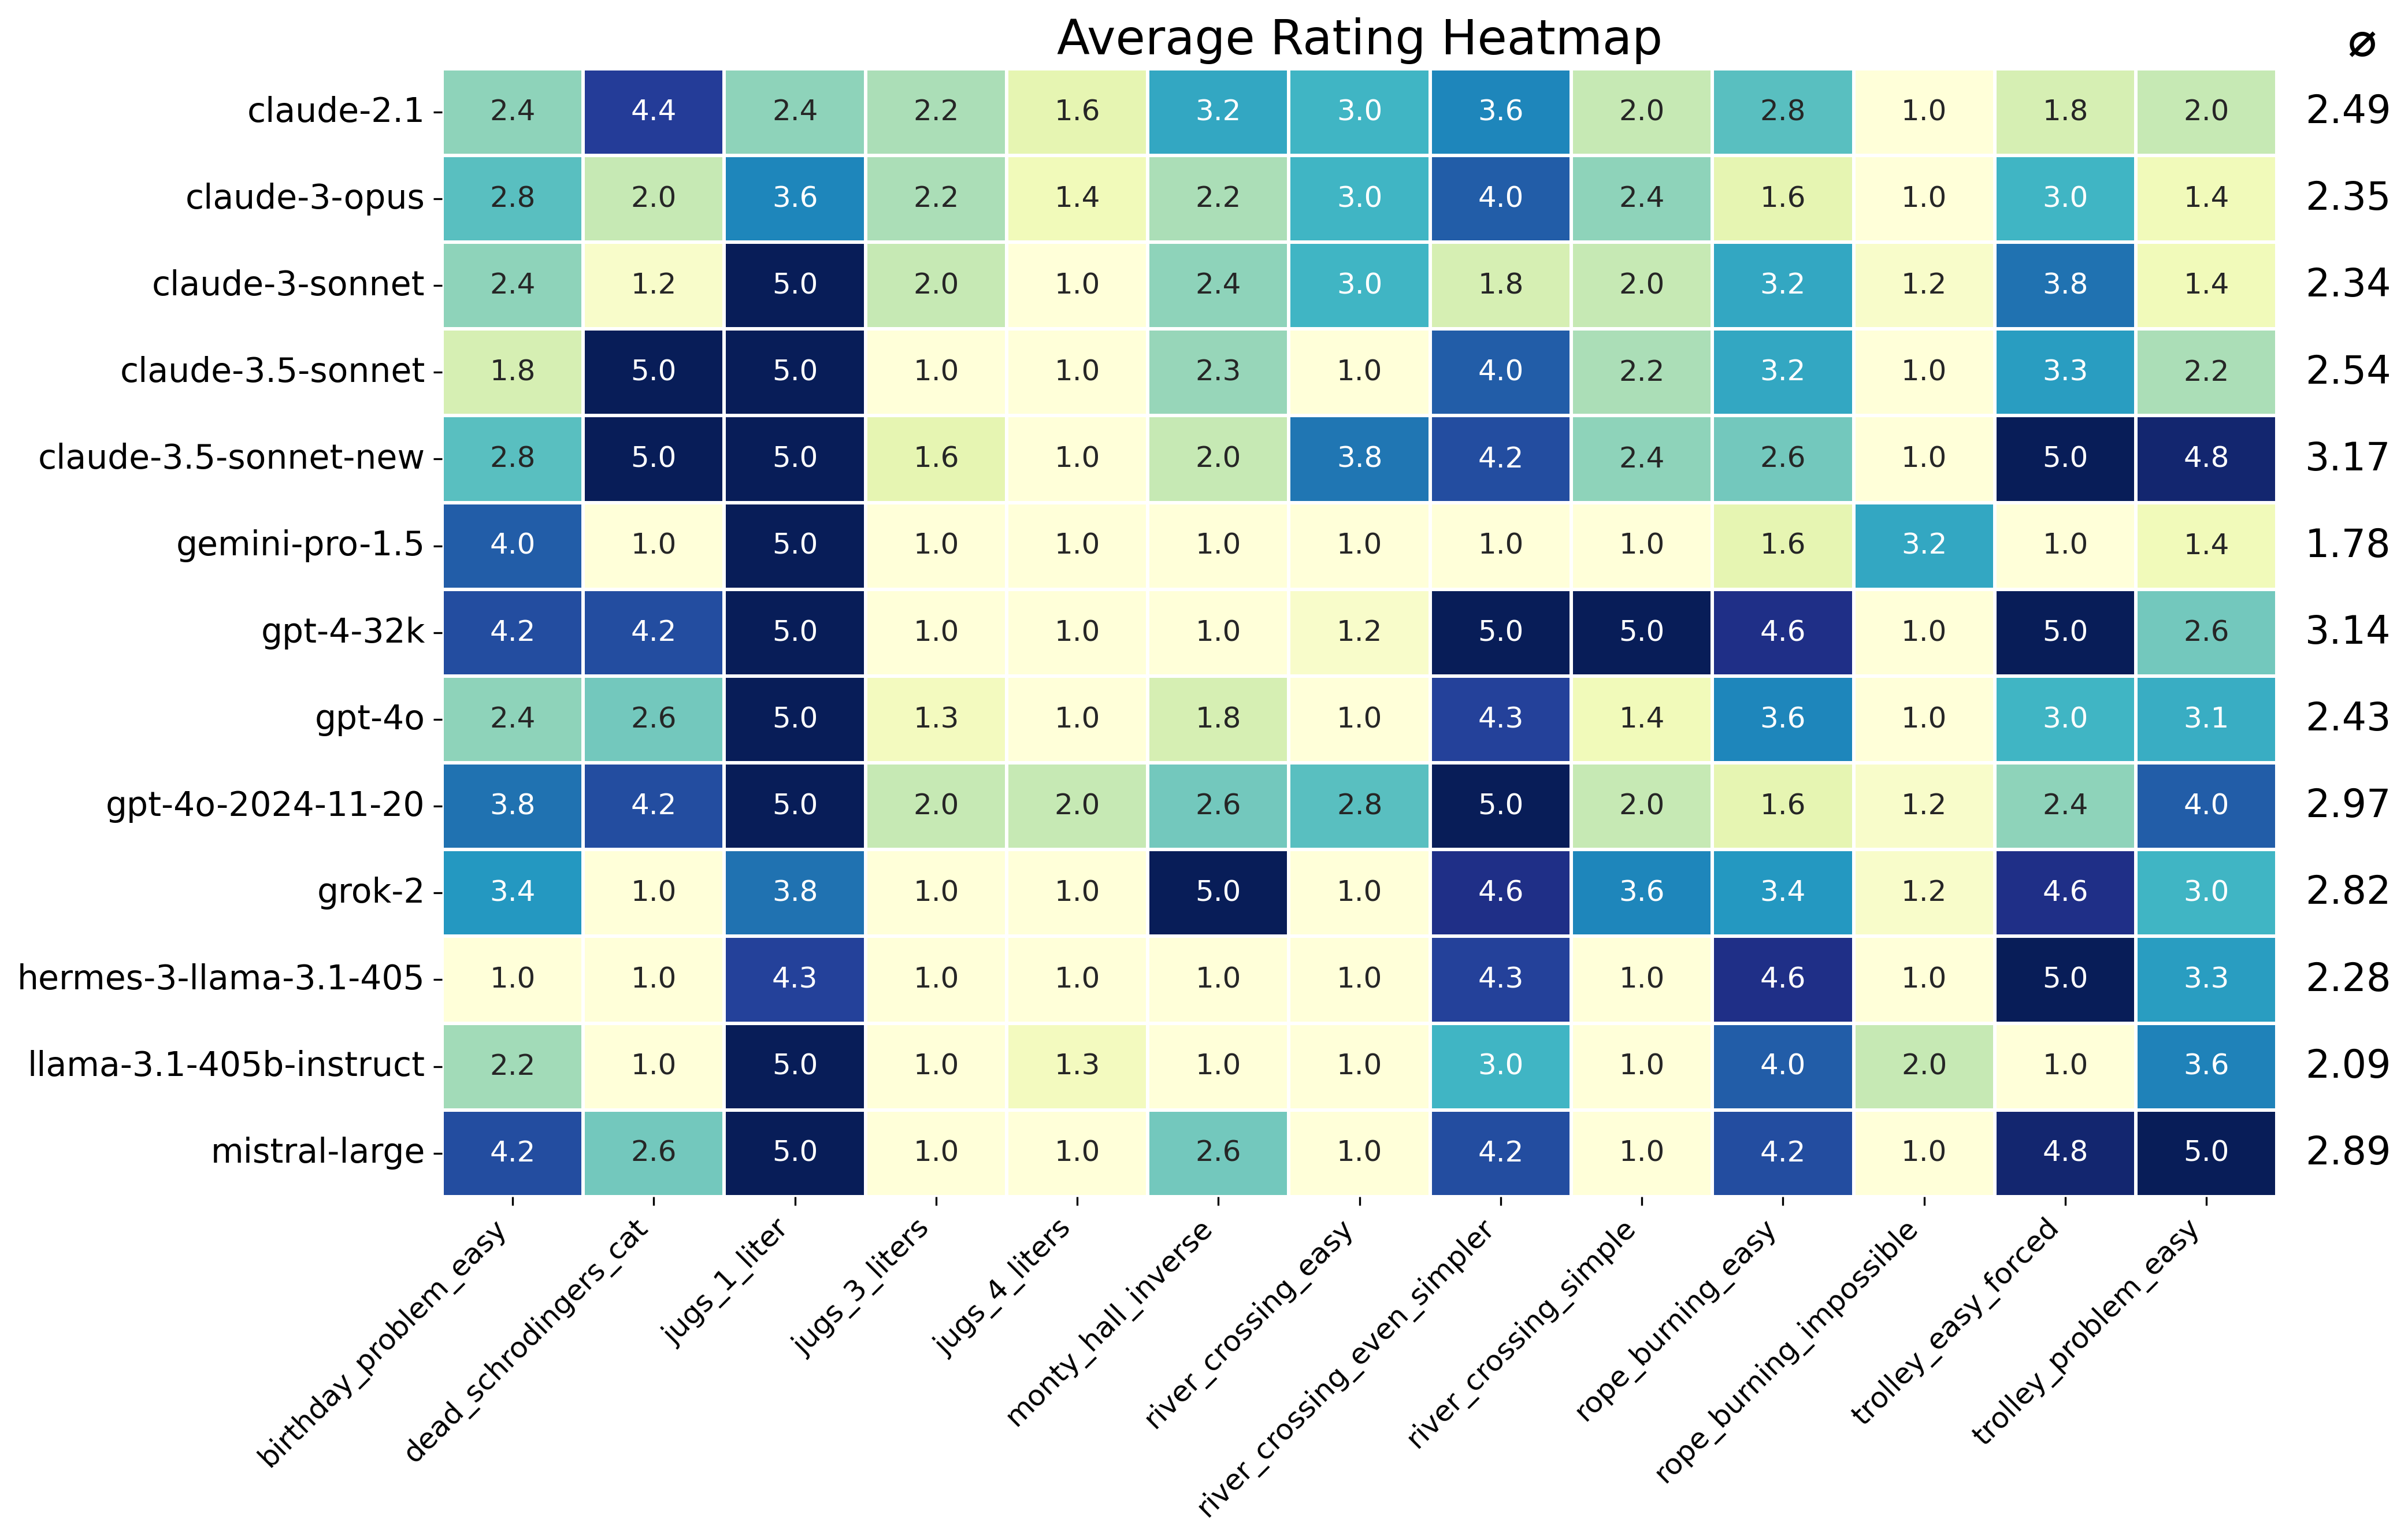 Average Rating Heatmap ⌀
claude-2.1 2.4 4.4 2.4 2.2 1.6 3.2 3.0 3.6 2.0 2.8 1.0 1.8 2.0 2.49
claude-3-opus 2.8 2.0 3.6 2.2 1.4 2.2 3.0 4.0 2.4 1.6 1.0 3.0 1.4 2.35
claude-3-sonnet 2.4 1.2 5.0 2.0 1.0 2.4 3.0 1.8 2.0 3.2 1.2 3.8 1.4 2.34
claude-3.5-sonnet 1.8 5.0 5.0 1.0 1.0 2.3 1.0 4.0 2.2 3.2 1.0 3.3 2.2 2.54
claude-3.5-sonnet-new 2.8 5.0 5.0 1.6 1.0 2.0 3.8 4.2 2.4 2.6 1.0 5.0 4.8 3.17
gemini-pro-1.5 4.0 1.0 5.0 1.0 1.0 1.0 1.0 1.0 1.0 1.6 3.2 1.0 1.4 1.78
gpt-4-32k 4.2 4.2 5.0 1.0 1.0 1.0 1.2 5.0 5.0 4.6 1.0 5.0 2.6 3.14
gpt-4o 2.4 2.6 5.0 1.3 1.0 1.8 1.0 4.3 1.4 3.6 1.0 3.0 3.1 2.43
gpt-4o-2024-11-20 3.8 4.2 5.0 2.0 2.0 2.6 2.8 5.0 2.0 1.6 1.2 2.4 4.0 2.97
grok-2 3.4 1.0 3.8 1.0 1.0 5.0 1.0 4.6 3.6 3.4 1.2 4.6 3.0 2.82
hermes-3-llama-3.1-405 1.0 1.0 4.3 1.0 1.0 1.0 1.0 4.3 1.0 4.6 1.0 5.0 3.3 2.28
llama-3.1-405b-instruct 2.2 1.0 5.0 1.0 1.3 1.0 1.0 3.0 1.0 4.0 2.0 1.0 3.6 2.09
mistral-large 4.2 2.6 5.0 1.0 1.0 2.6 1.0 4.2 1.0 4.2 1.0 4.8 5.0 2.89
birthday_problem_easy
dead_schrodingers_cat
jugs_1_liter
jugs_3_liters
jugs_4_liters
monty_hall_inverse
river_crossing_easy
river_crossing_even_simpler
river_crossing_simple
rope_burning_easy
rope_burning_impossible
trolley_easy_forced
trolley_problem_easy